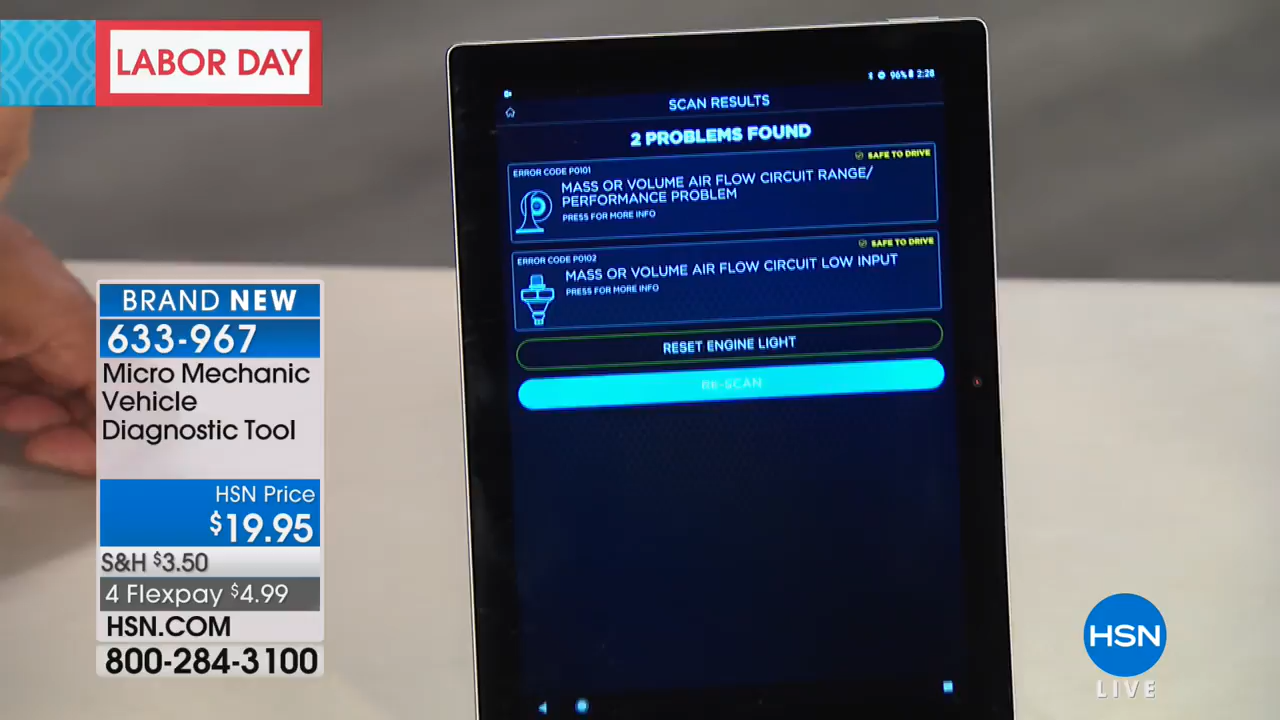 LABOR DAY
96% 2:28
SCAN RESULTS
2 PROBLEMS FOUND
SAFE TO DRIVE
ERROR CODE P0101
MASS OR VOLUME AIR FLOW CIRCUIT RANGE/
PERFORMANCE PROBLEM
PRESS FOR MORE INFO
SAFE TO DRIVE
ERROR CODE P0102
MASS OR VOLUME AIR FLOW CIRCUIT LOW INPUT
PRESS FOR MORE INFO
RESET ENGINE LIGHT
RE-SCAN
BRAND NEW
633-967
Micro Mechanic
Vehicle
Diagnostic Tool
HSN Price
$19.95
S&H $3.50
4 Flexpay $4.99
HSN.COM
800-284-3100
HSN
LIVE